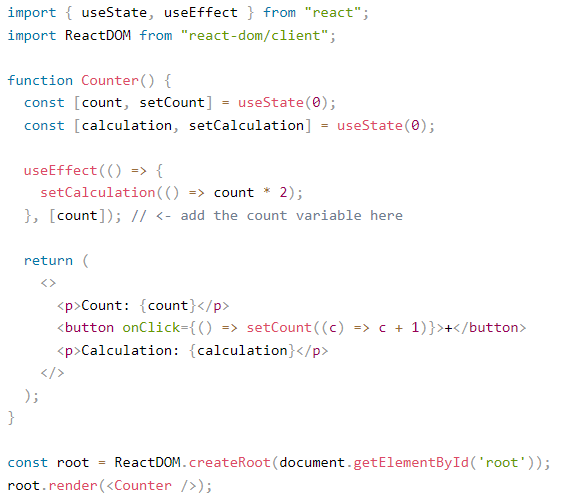 import { useState, useEffect } from "react";
import ReactDOM from "react-dom/client";

function Counter() {
  const [count, setCount] = useState(0);
  const [calculation, setCalculation] = useState(0);

  useEffect(() => {
    setCalculation(() => count * 2);
  }, [count]); // <- add the count variable here

  return (
    <>
      <p>Count: {count}</p>
      <button onClick={() => setCount((c) => c + 1)}>+</button>
      <p>Calculation: {calculation}</p>
    </>
  );
}

const root = ReactDOM.createRoot(document.getElementById('root'));
root.render(<Counter />);